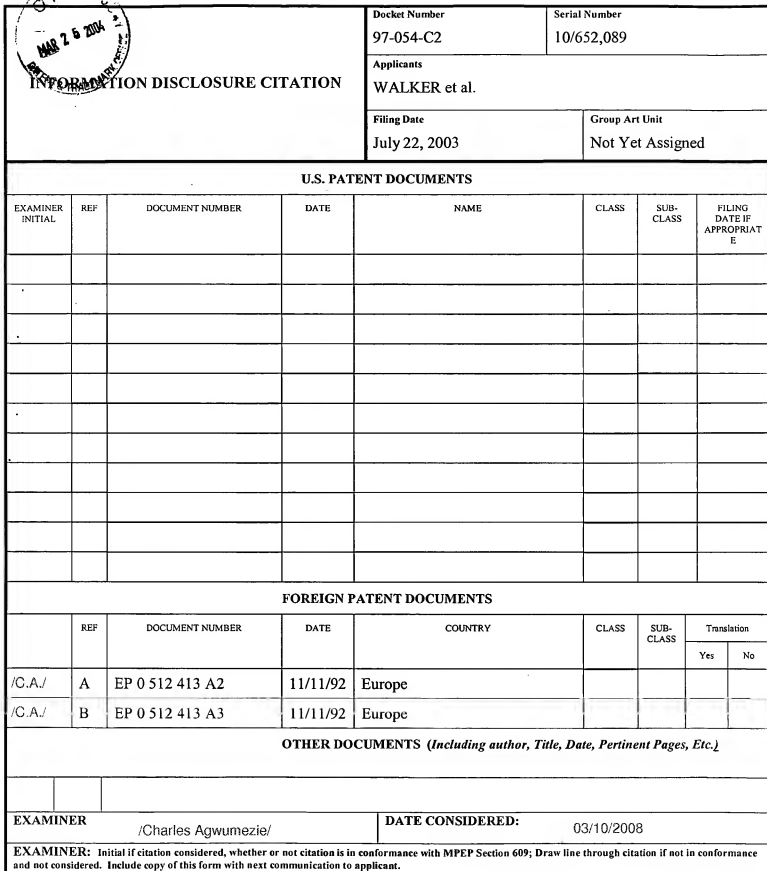 MAR 25 2004
Docket Number
Serial Number
97-054-C2
10/652,089
INFORMATION DISCLOSURE CITATION
Applicants
WALKER et al.
Filing Date
Group Art Unit
July 22, 2003
Not Yet Assigned
U.S. PATENT DOCUMENTS
EXAMINER INITIAL
REF
DOCUMENT NUMBER
DATE
NAME
CLASS
SUB-
CLASS
FILING
DATE IF
APPROPRIAT
E
FOREIGN PATENT DOCUMENTS
REF
DOCUMENT NUMBER
DATE
COUNTRY
CLASS
SUB-
CLASS
Translation
Yes
No
/C.A./ A EP 0 512 413 A2 11/11/92 Europe
/C.A./ B EP 0 512 413 A3 11/11/92 Europe
OTHER DOCUMENTS (Including author, Title, Date, Pertinent Pages, Etc.)
EXAMINER /Charles Agwumezie/ DATE CONSIDERED: 03/10/2008
EXAMINER: Initial if citation considered, whether or not citation is in conformance with MPEP Section 609; Draw line through citation if not in conformance
and not considered. Include copy of this form with next communication to applicant.